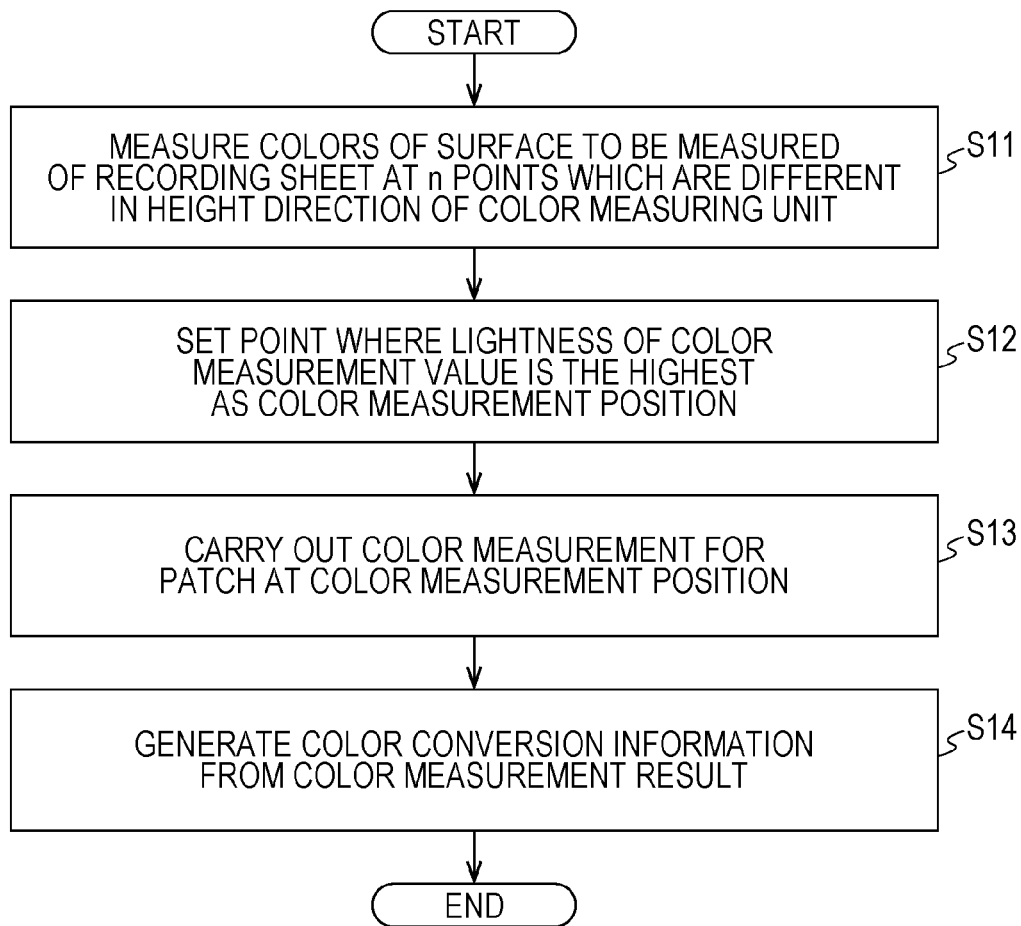 START
MEASURE COLORS OF SURFACE TO BE MEASURED
OF RECORDING SHEET AT n POINTS WHICH ARE DIFFERENT
IN HEIGHT DIRECTION OF COLOR MEASURING UNIT
S11
SET POINT WHERE LIGHTNESS OF COLOR
MEASUREMENT VALUE IS THE HIGHEST
AS COLOR MEASUREMENT POSITION
S12
CARRY OUT COLOR MEASUREMENT FOR
PATCH AT COLOR MEASUREMENT POSITION
S13
GENERATE COLOR CONVERSION INFORMATION
FROM COLOR MEASUREMENT RESULT
S14
END